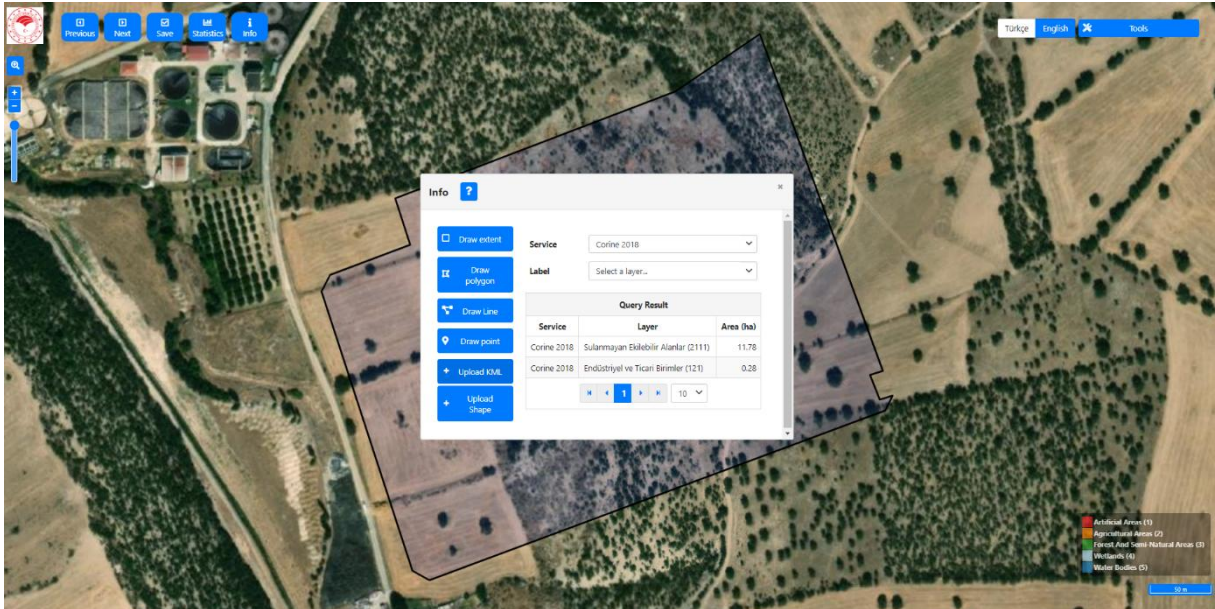 Previous
Next
Save
Statistics
Info
Türkçe
English
Tools
+
-
Info ?
×
Draw extent
Draw
polygon
Draw Line
Draw point
+ Upload KML
+ Upload
Shape
Service Corine 2018
Label Select a layer...
Query Result
Service Layer Area (ha)
Corine 2018 Sulanmayan Ekilebilir Alanlar (2111) 11.78
Corine 2018 Endüstriyel ve Ticari Birimler (121) 0.28
1 10
Artificial Areas (1)
Agricultural Areas (2)
Forest And Semi-Natural Areas (3)
Wetlands (4)
Water Bodies (5)
50 m